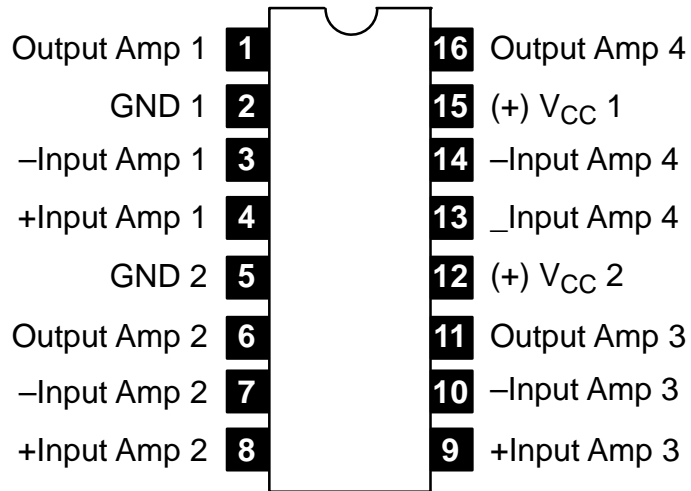 Output Amp 1 1 16 Output Amp 4
GND 1 2 15 (+) VCC 1
–Input Amp 1 3 14 –Input Amp 4
+Input Amp 1 4 13 _Input Amp 4
GND 2 5 12 (+) VCC 2
Output Amp 2 6 11 Output Amp 3
–Input Amp 2 7 10 –Input Amp 3
+Input Amp 2 8 9 +Input Amp 3